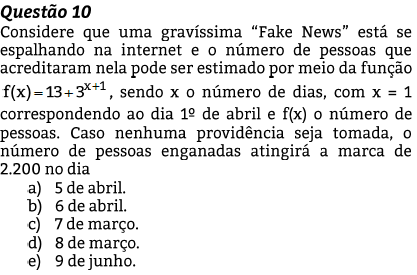 Questão 10
Considere que uma gravíssima “Fake News” está se
espalhando na internet e o número de pessoas que
acreditaram nela pode ser estimado por meio da função
f(x)=13+3^{x+1}, sendo x o número de dias, com x = 1
correspondendo ao dia 1º de abril e f(x) o número de
pessoas. Caso nenhuma providência seja tomada, o
número de pessoas enganadas atingirá a marca de
2.200 no dia
a) 5 de abril.
b) 6 de abril.
c) 7 de março.
d) 8 de março.
e) 9 de junho.